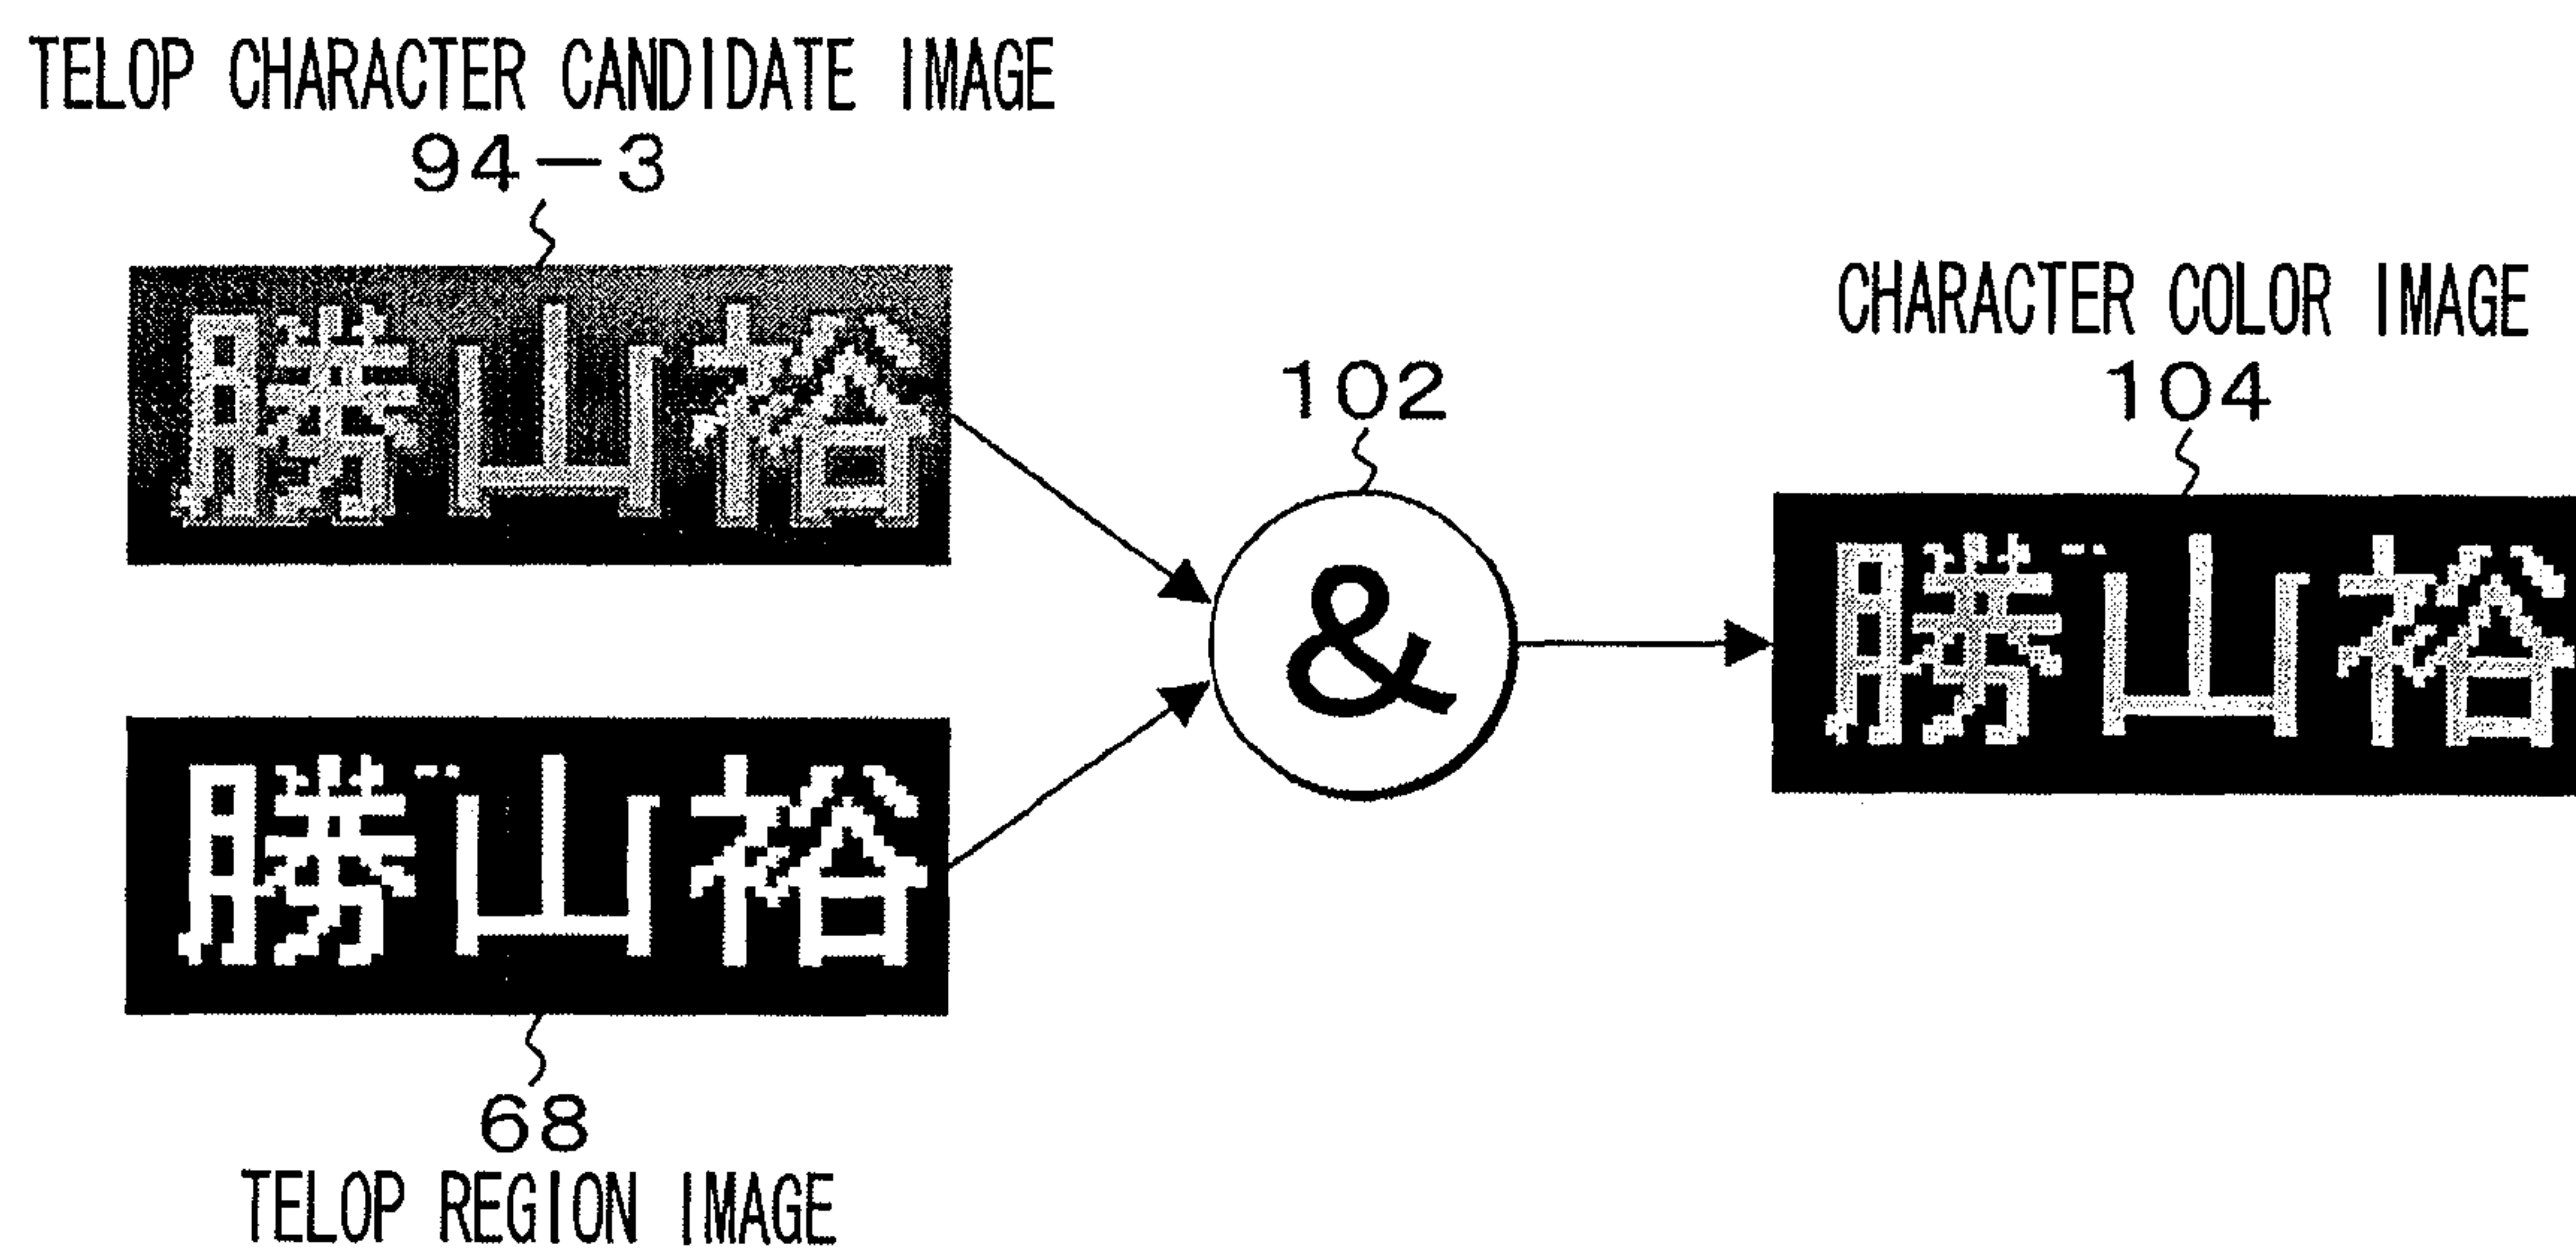 TELOP CHARACTER CANDIDATE IMAGE
94-3
勝山裕
102
&
CHARACTER COLOR IMAGE
104
勝山裕
勝山裕
68
TELOP REGION IMAGE